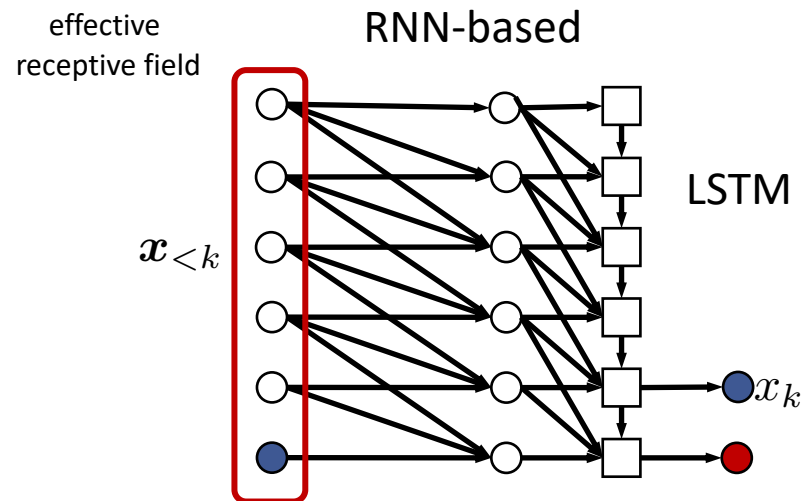 effective
receptive field
RNN-based
LSTM
x<k
xk